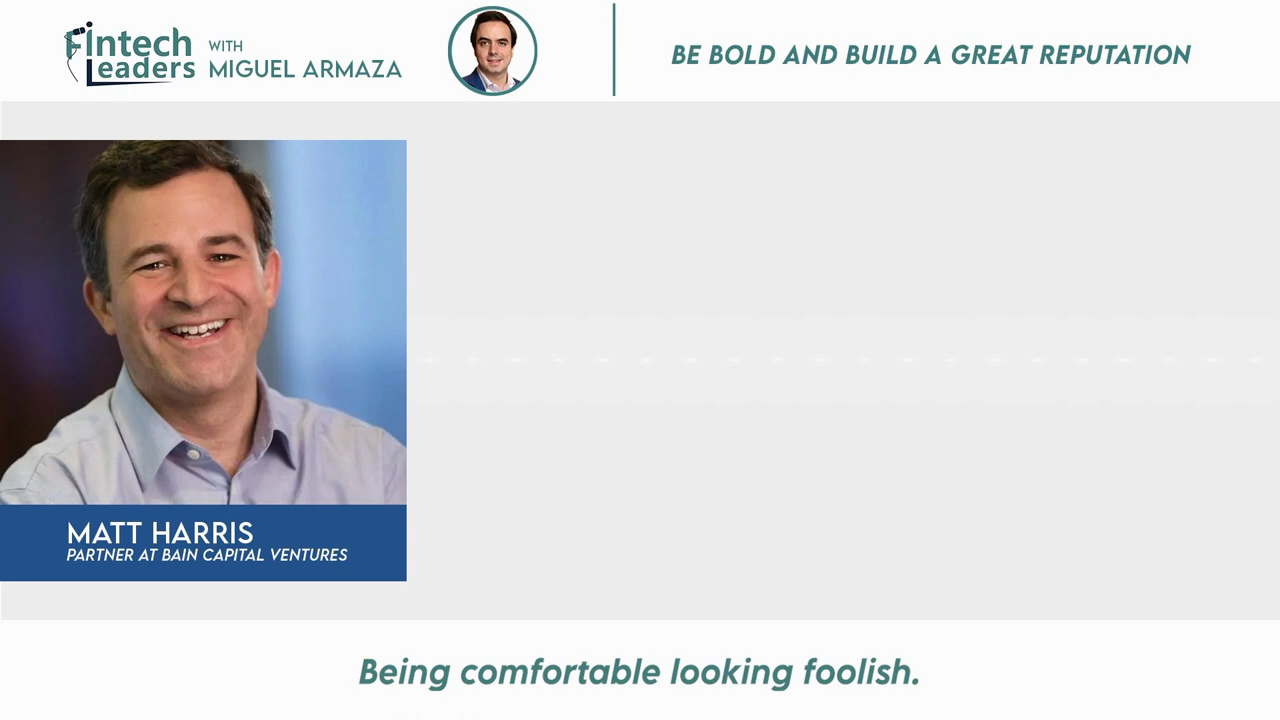 Fintech
Leaders
WITH
MIGUEL ARMAZA
BE BOLD AND BUILD A GREAT REPUTATION
MATT HARRIS
PARTNER AT BAIN CAPITAL VENTURES
Being comfortable looking foolish.